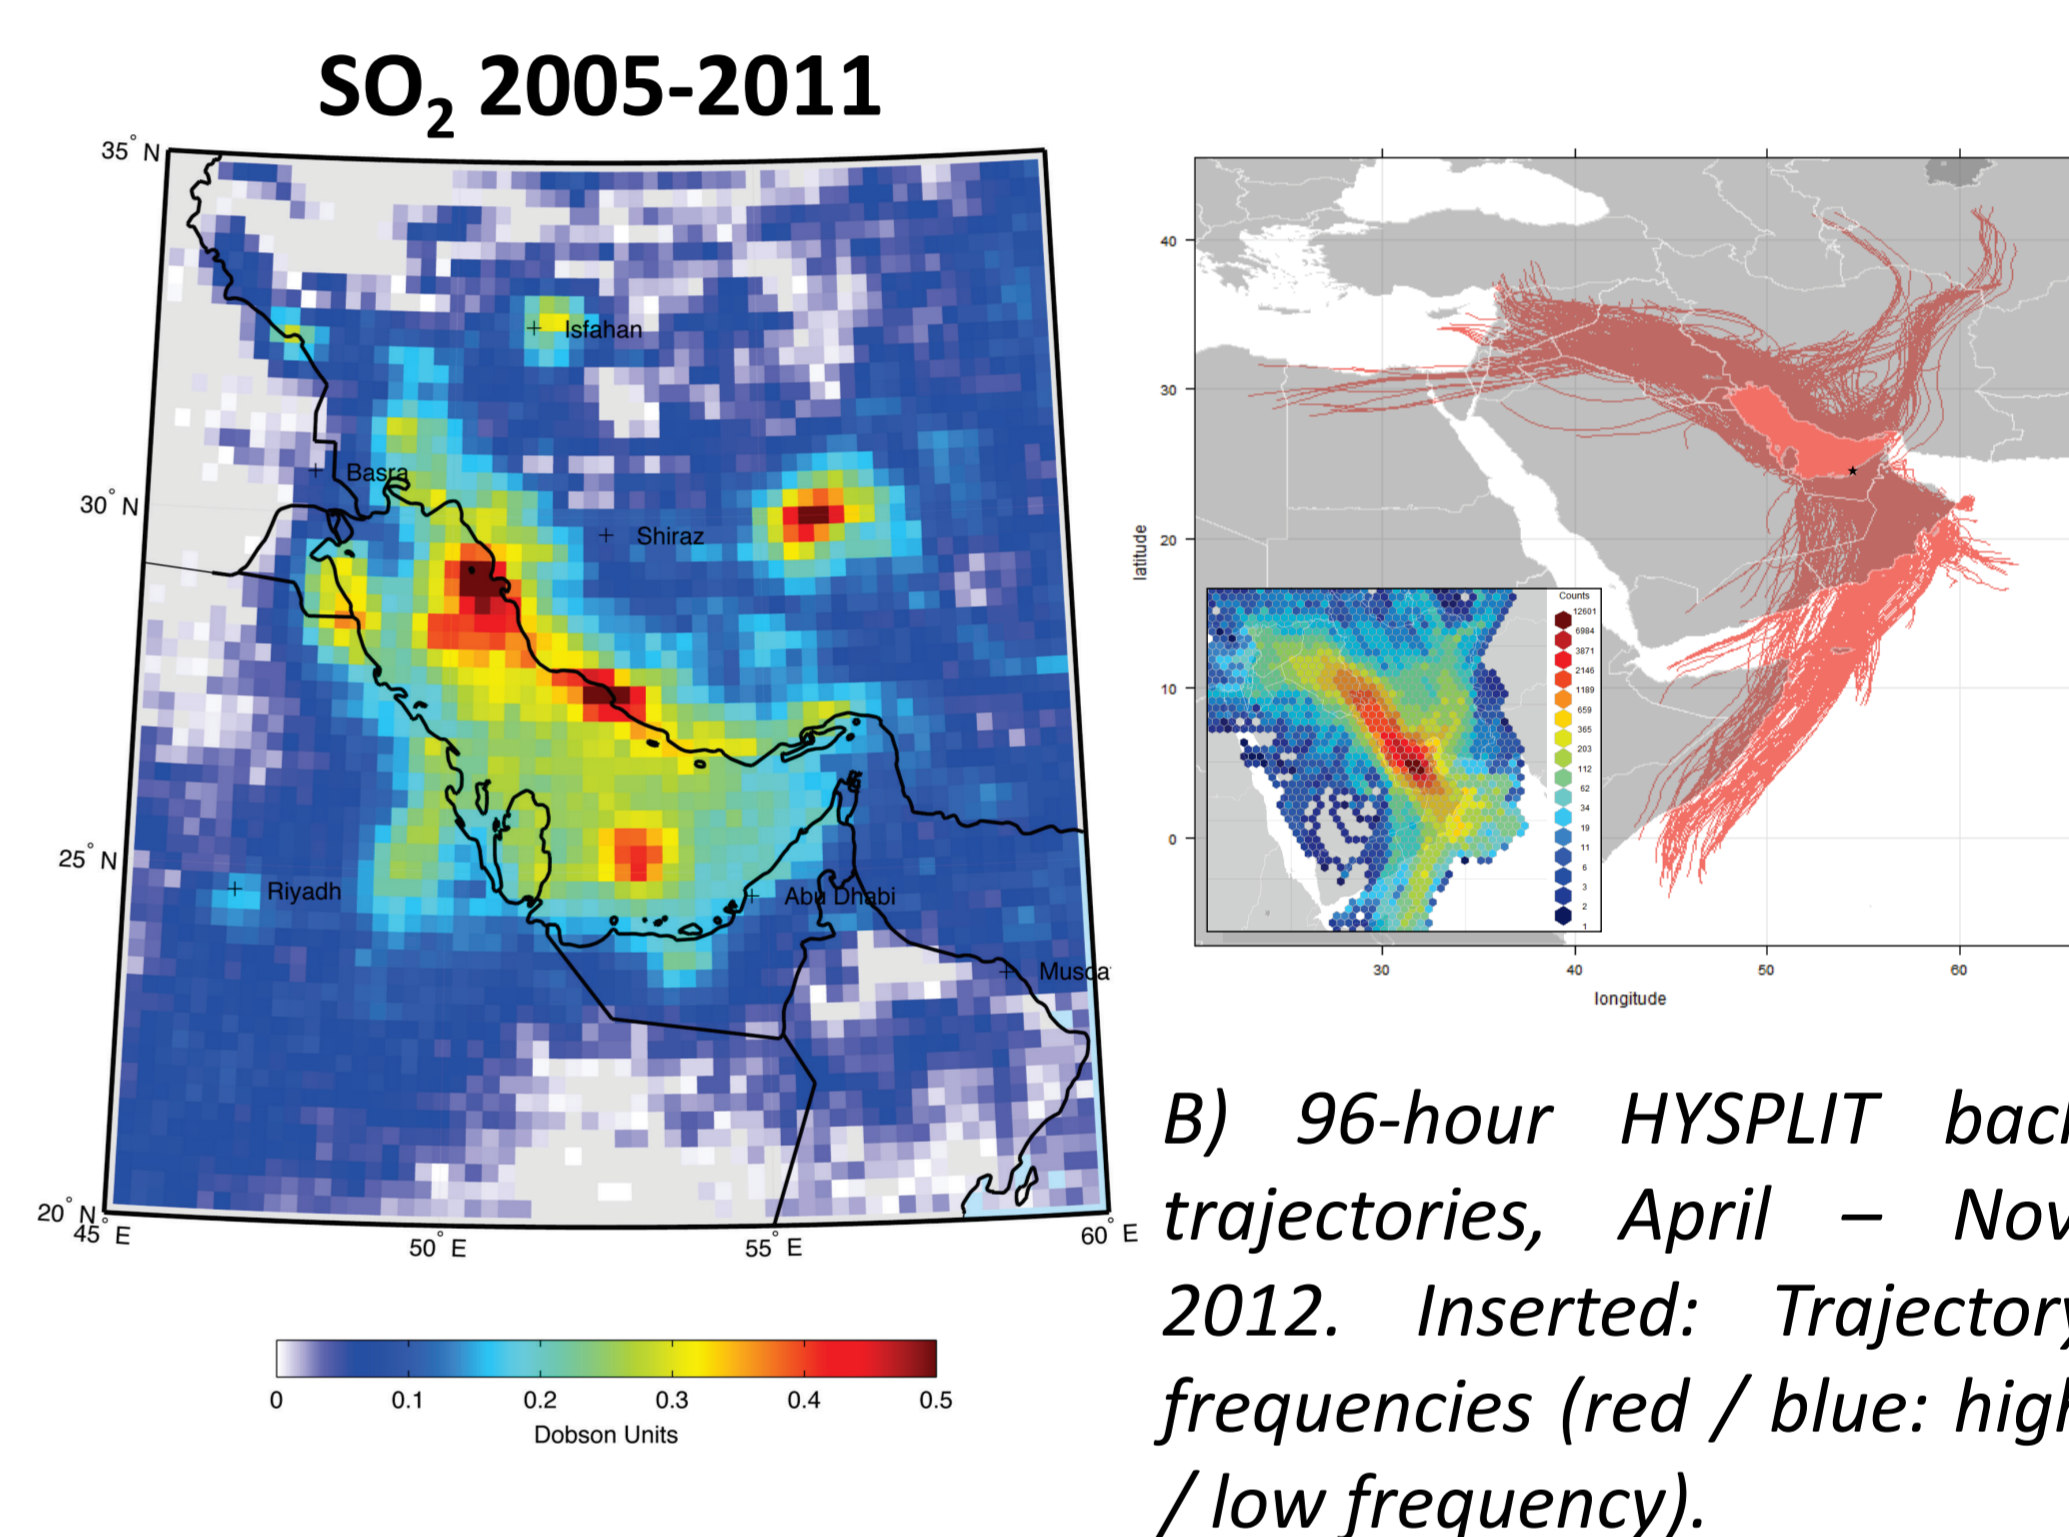 SO2 2005-2011
35° N
30° N
25° N
20° N
45° E
50° E
55° E
60° E
Isfahan
Basra
Shiraz
Riyadh
Abu Dhabi
Musca
0 0.1 0.2 0.3 0.4 0.5
Dobson Units
latitude
40
30
20
10
0
30 40 50 60
longitude
Counts
12601
6984
3871
2146
1189
659
365
203
112
62
34
19
11
6
3
2
1
B) 96-hour HYSPLIT back
trajectories, April – Nov
2012. Inserted: Trajectory
frequencies (red / blue: high
/ low frequency).